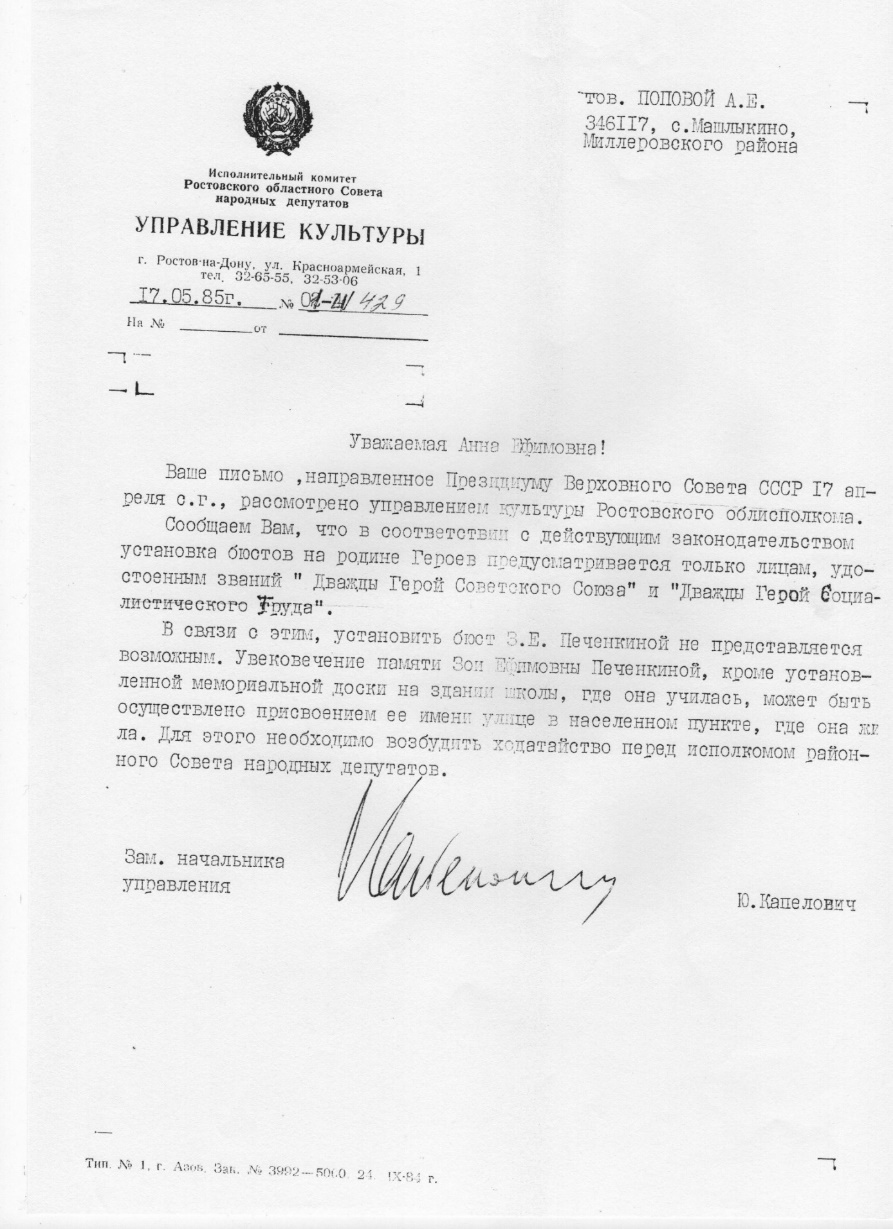 тов. ПОПОВОЙ А.Е.
346117, с.Машлыкино,
Миллеровского района
Исполнительный комитет
Ростовского областного Совета
народных депутатов
УПРАВЛЕНИЕ КУЛЬТУРЫ
г. Ростов-на-Дону, ул. Красноармейская, 1
тел. 32-65-55, 32-53-06
17.05.85г. № 429
На № от
Уважаемая Анна Ефимовна!
Ваше письмо ,направленное Президиуму Верховного Совета СССР 17 ап-
реля с.г., рассмотрено управлением культуры Ростовского облисполкома.
Сообщаем Вам, что в соответствии с действующим законодательством
установка бюстов на родине Героев предусматривается только лицам, удо-
стоенным званий " Дважды Герой Советского Союза" и "Дважды Герой Социа-
листического Труда".
В связи с этим, установить бюст З.Е. Печенкиной не представляется
возможным. Увековечение памяти Зои Ефимовны Печенкиной, кроме установ-
ленной мемориальной доски на здании школы, где она училась, может быть
осуществлено присвоением ее имени улице в населенном пункте, где она жи
ла. Для этого необходимо возбудить ходатайство перед исполкомом район-
ного Совета народных депутатов.
Зам. начальника
управления
Ю.Капелович
Тип. № 1, г. Азов, Зак. № 3992—5000. 24. IX-84 г.